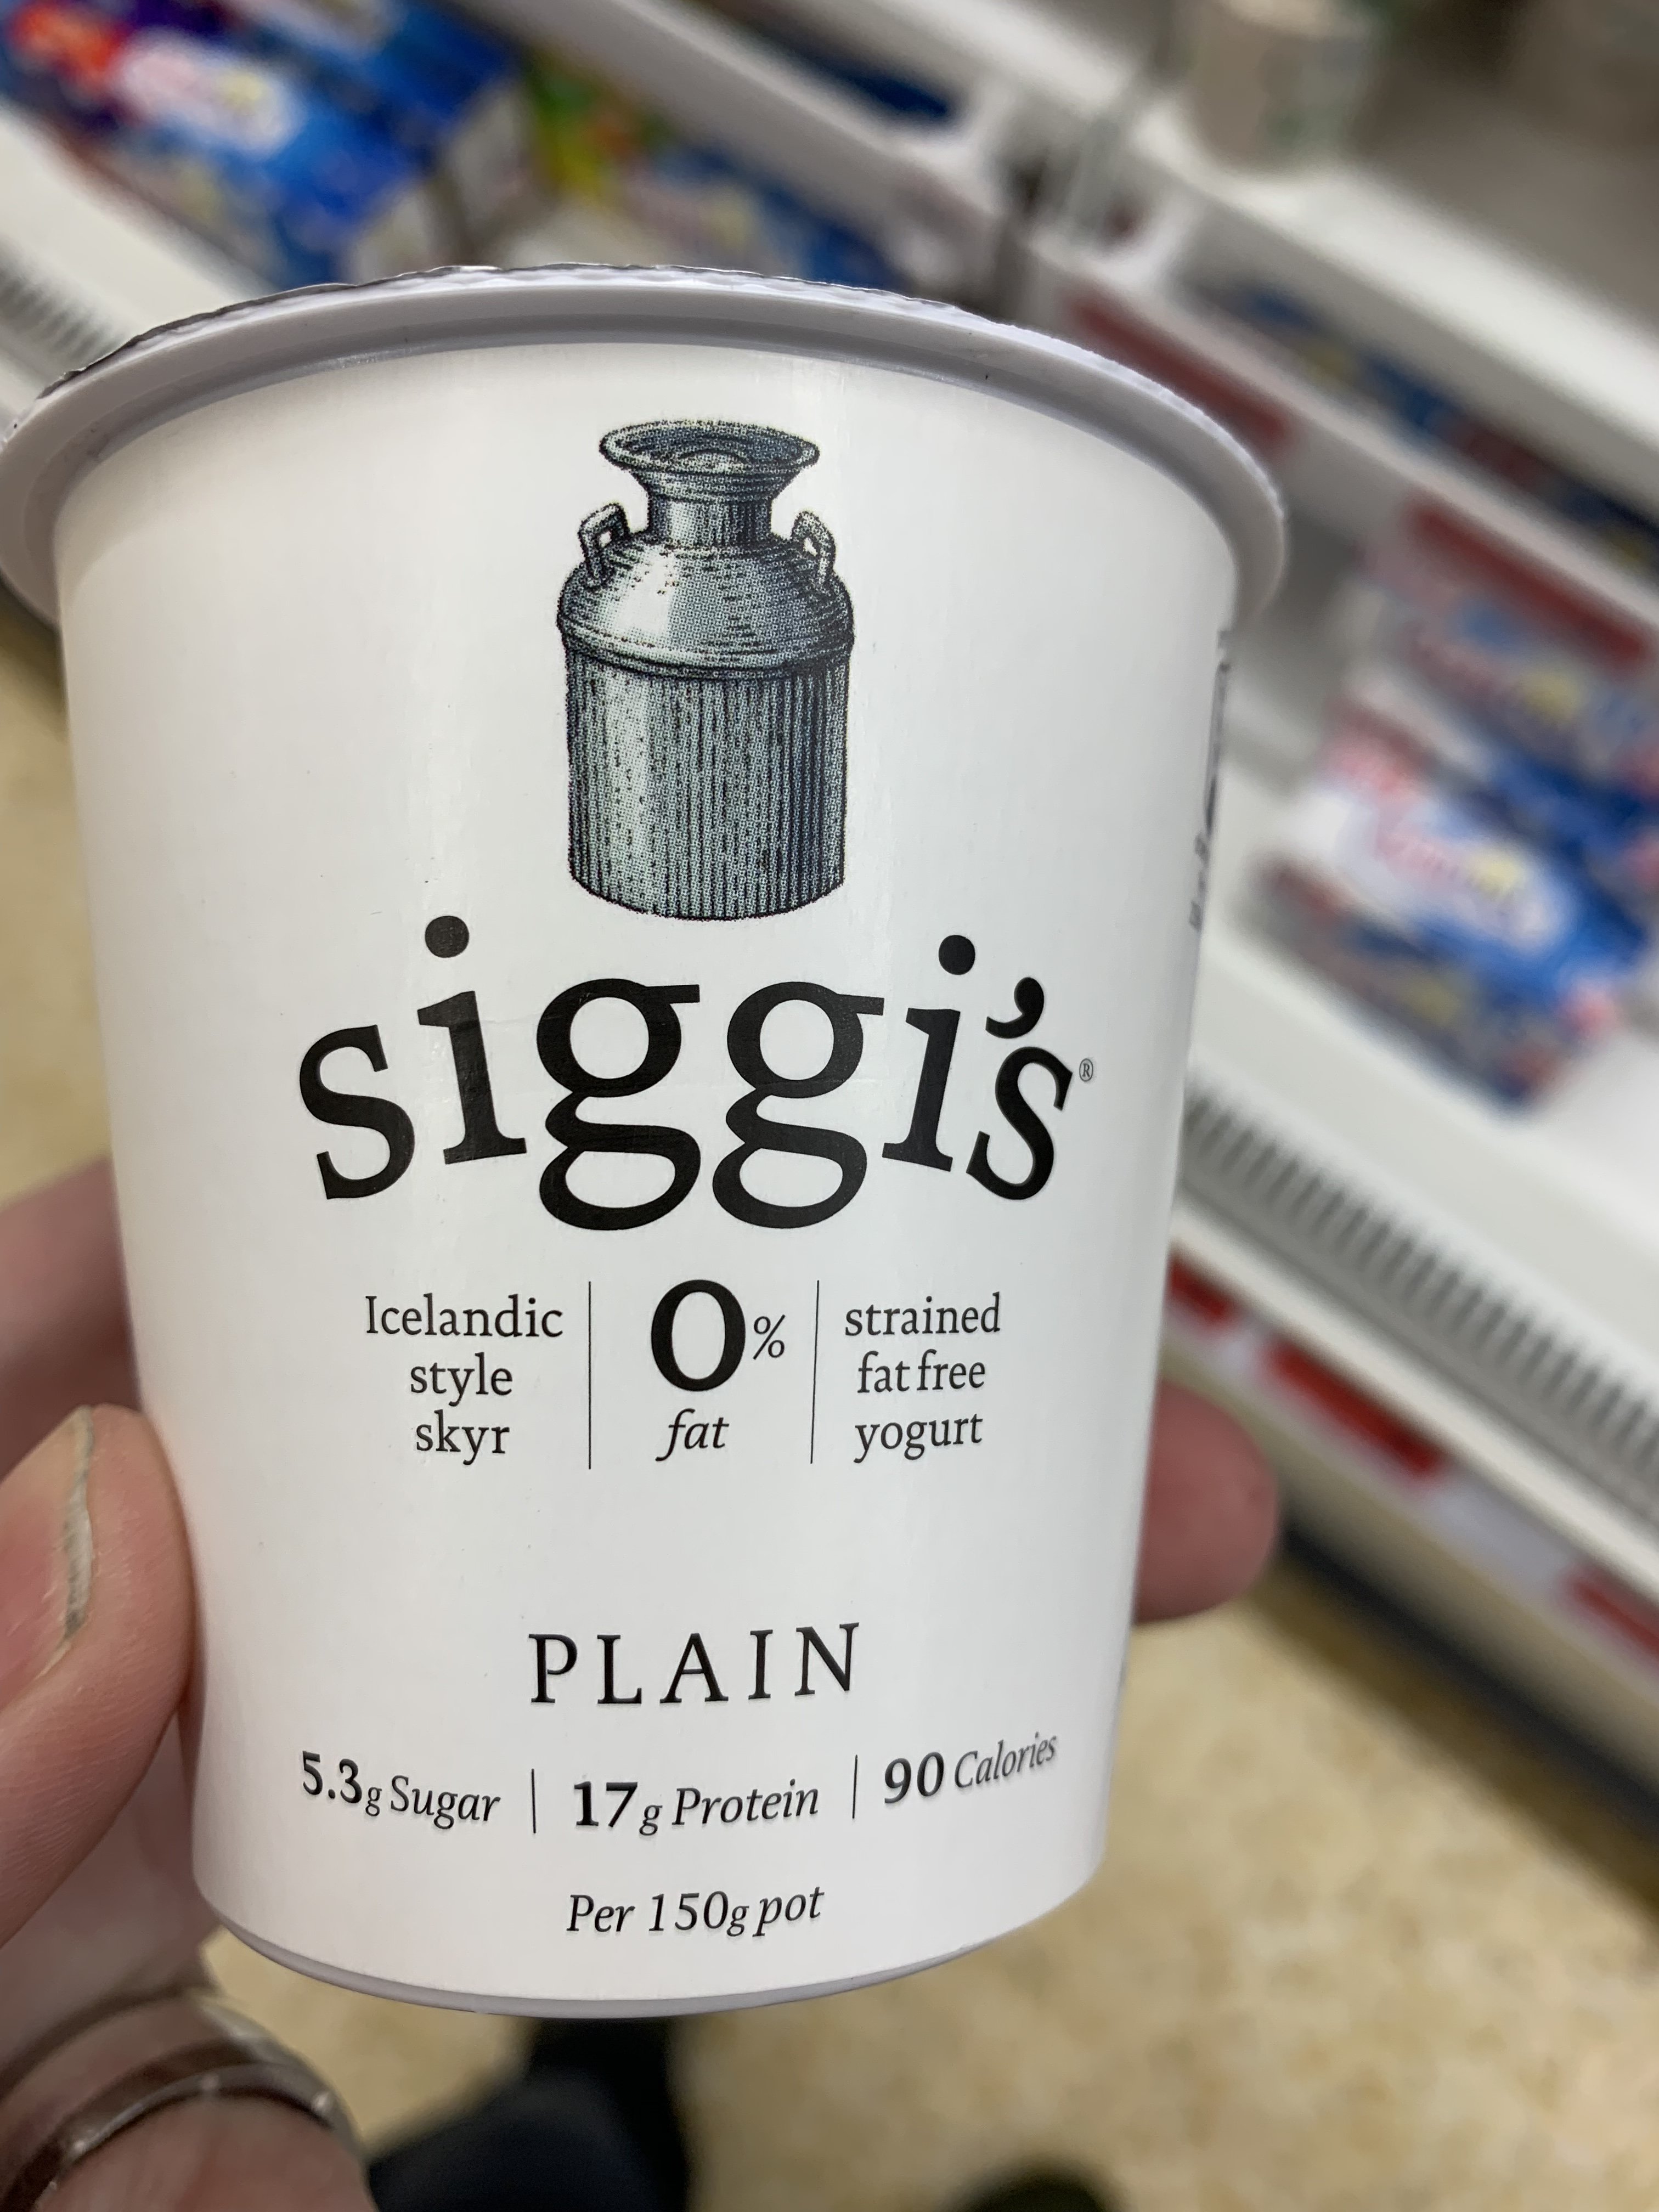 siggi's®
Icelandic
style
skyr
0%
fat
strained
fat free
yogurt
PLAIN
5.3g Sugar | 17g Protein | 90 Calories
Per 150g pot